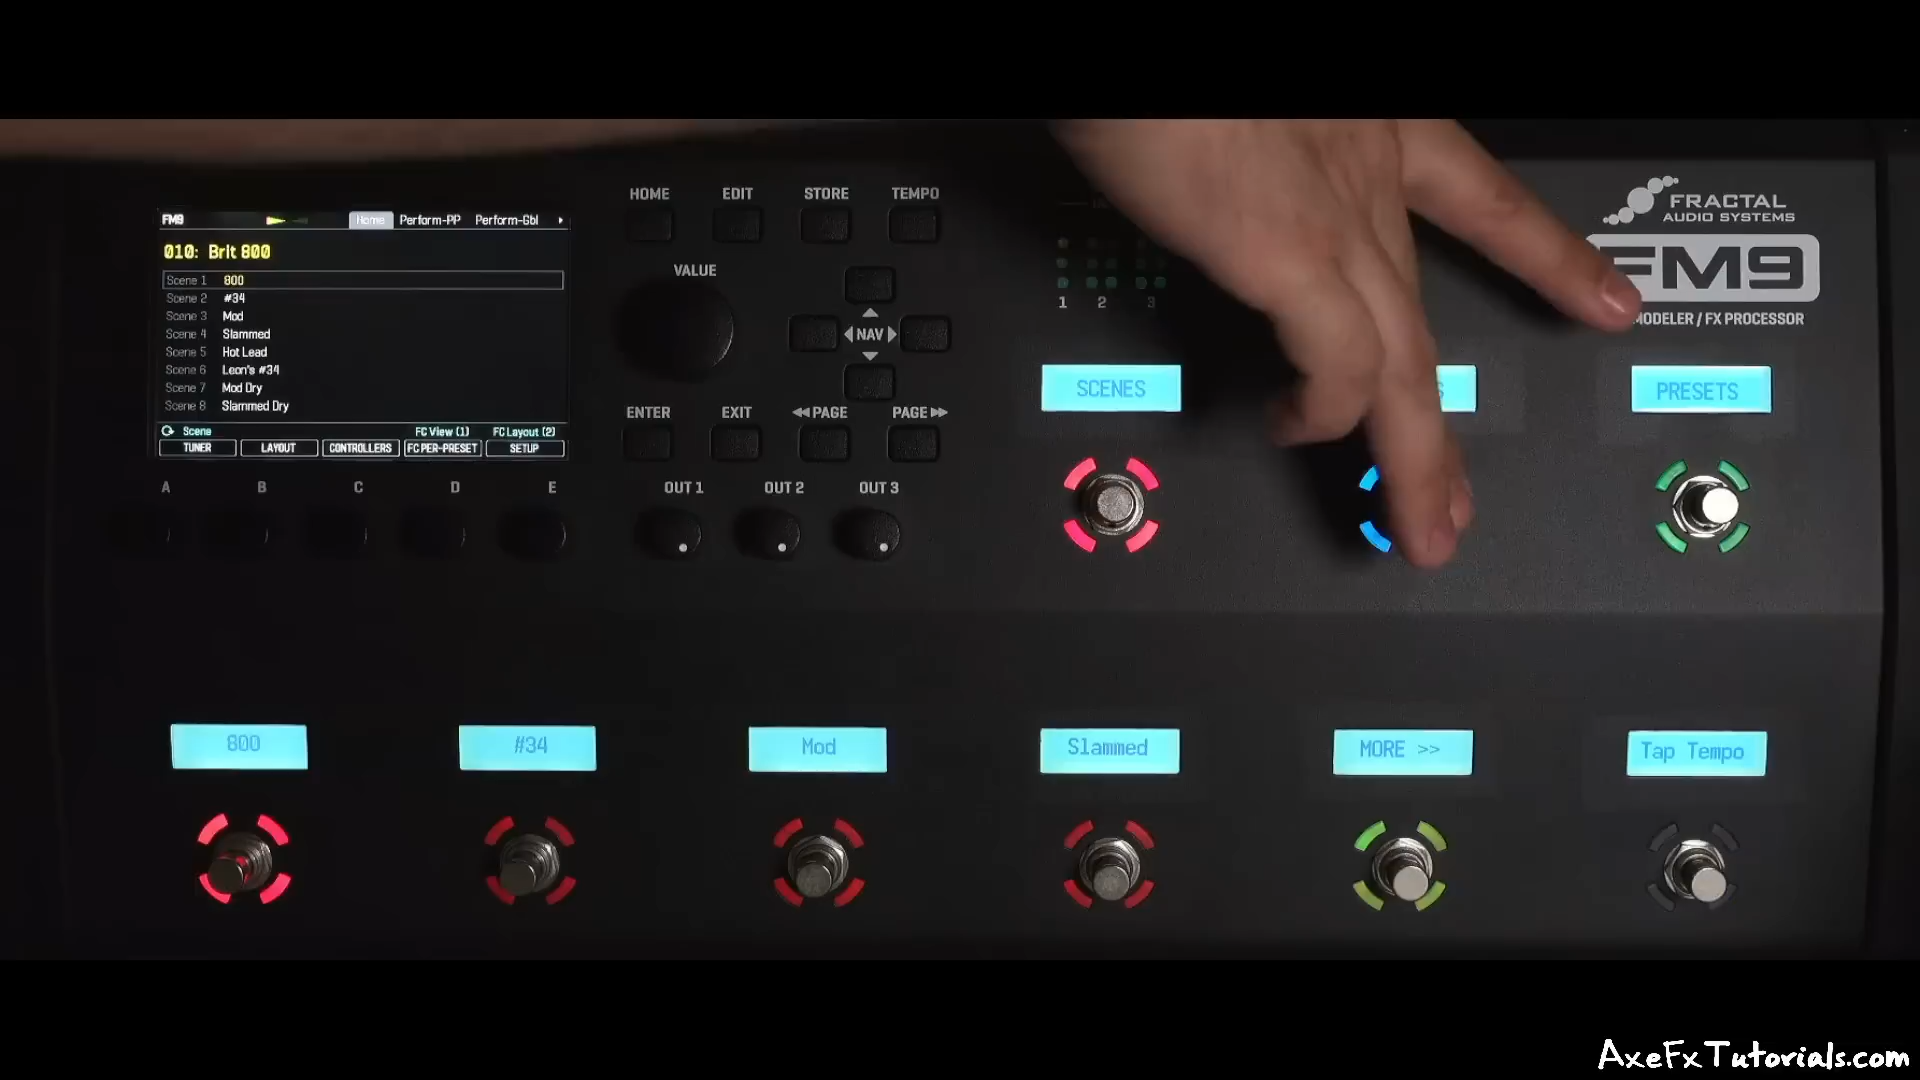 FRACTAL
AUDIO SYSTEMS
FM9
MODELER / FX PROCESSOR
HOME EDIT STORE TEMPO
FM9 Home Perform-PP Perform-Gbl
010: Brit 800
Scene 1 800
Scene 2 #34
Scene 3 Mod
Scene 4 Slammed
Scene 5 Hot Lead
Scene 6 Leon's #34
Scene 7 Mod Dry
Scene 8 Slammed Dry
Scene FC View (1) FC Layout (2)
TUNER LAYOUT CONTROLLERS FC PER-PRESET SETUP
A B C D E
VALUE
NAV
ENTER EXIT PAGE PAGE
OUT 1 OUT 2 OUT 3
1 2 3
SCENES PRESETS
800 #34 Mod Slammed MORE >> Tap Tempo
AxeFxTutorials.com